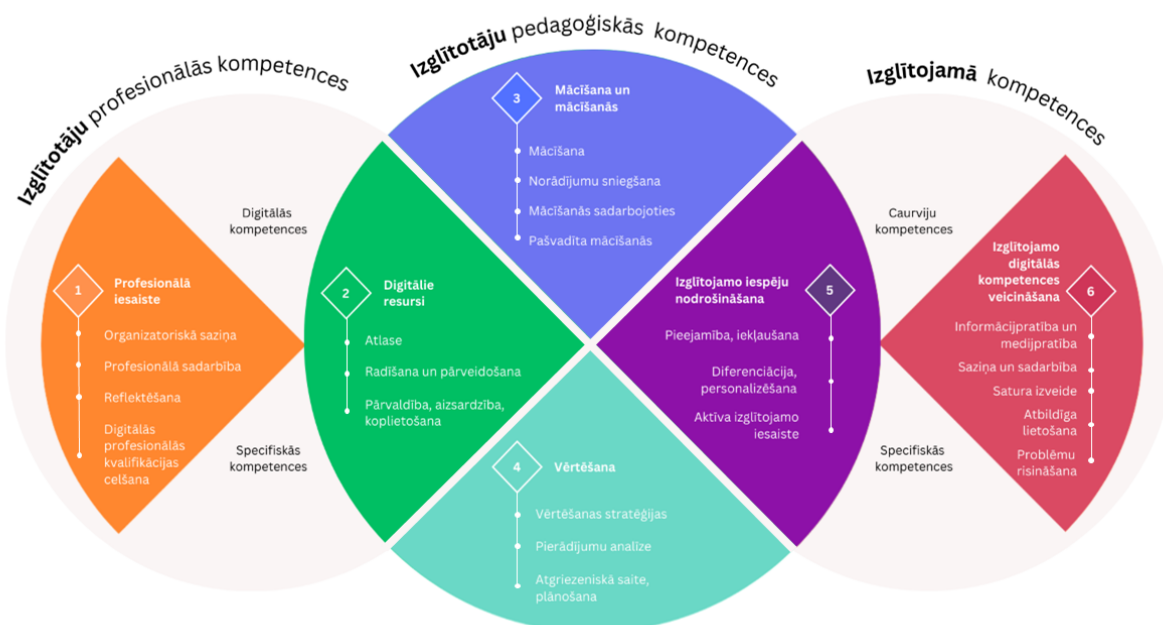 Izglītotāju profesionālās kompetences
Izglītotāju pedagoģiskās kompetences
Izglītojamā kompetences
Digitālās
kompetences
Specifiskās
kompetences
1
Profesionālā
iesaiste
Organizatoriskā saziņa
Profesionālā sadarbība
Reflektēšana
Digitālās
profesionālās
kvalifikācijas
celšana
2
Digitālie
resursi
Atlase
Radīšana un pārveidošana
Pārvaldība, aizsardzība,
koplietošana
3
Mācīšana un
mācīšanās
Mācīšana
Norādījumu sniegšana
Mācīšanās sadarbojoties
Pašvadīta mācīšanās
4
Vērtēšana
Vērtēšanas stratēģijas
Pierādījumu analīze
Atgriezeniskā saite,
plānošana
Izglītojamo iespēju
nodrošināšana
5
Pieejamība, iekļaušana
Diferenciācija,
personalizēšana
Aktīva izglītojamo
iesaiste
Caurviju
kompetences
Specifiskās
kompetences
Izglītojamo
digitālās
kompetences
veicināšana
6
Informācijpratība un
medijpratība
Saziņa un sadarbība
Satura izveide
Atbildīga
lietošana
Problēmu
risināšana